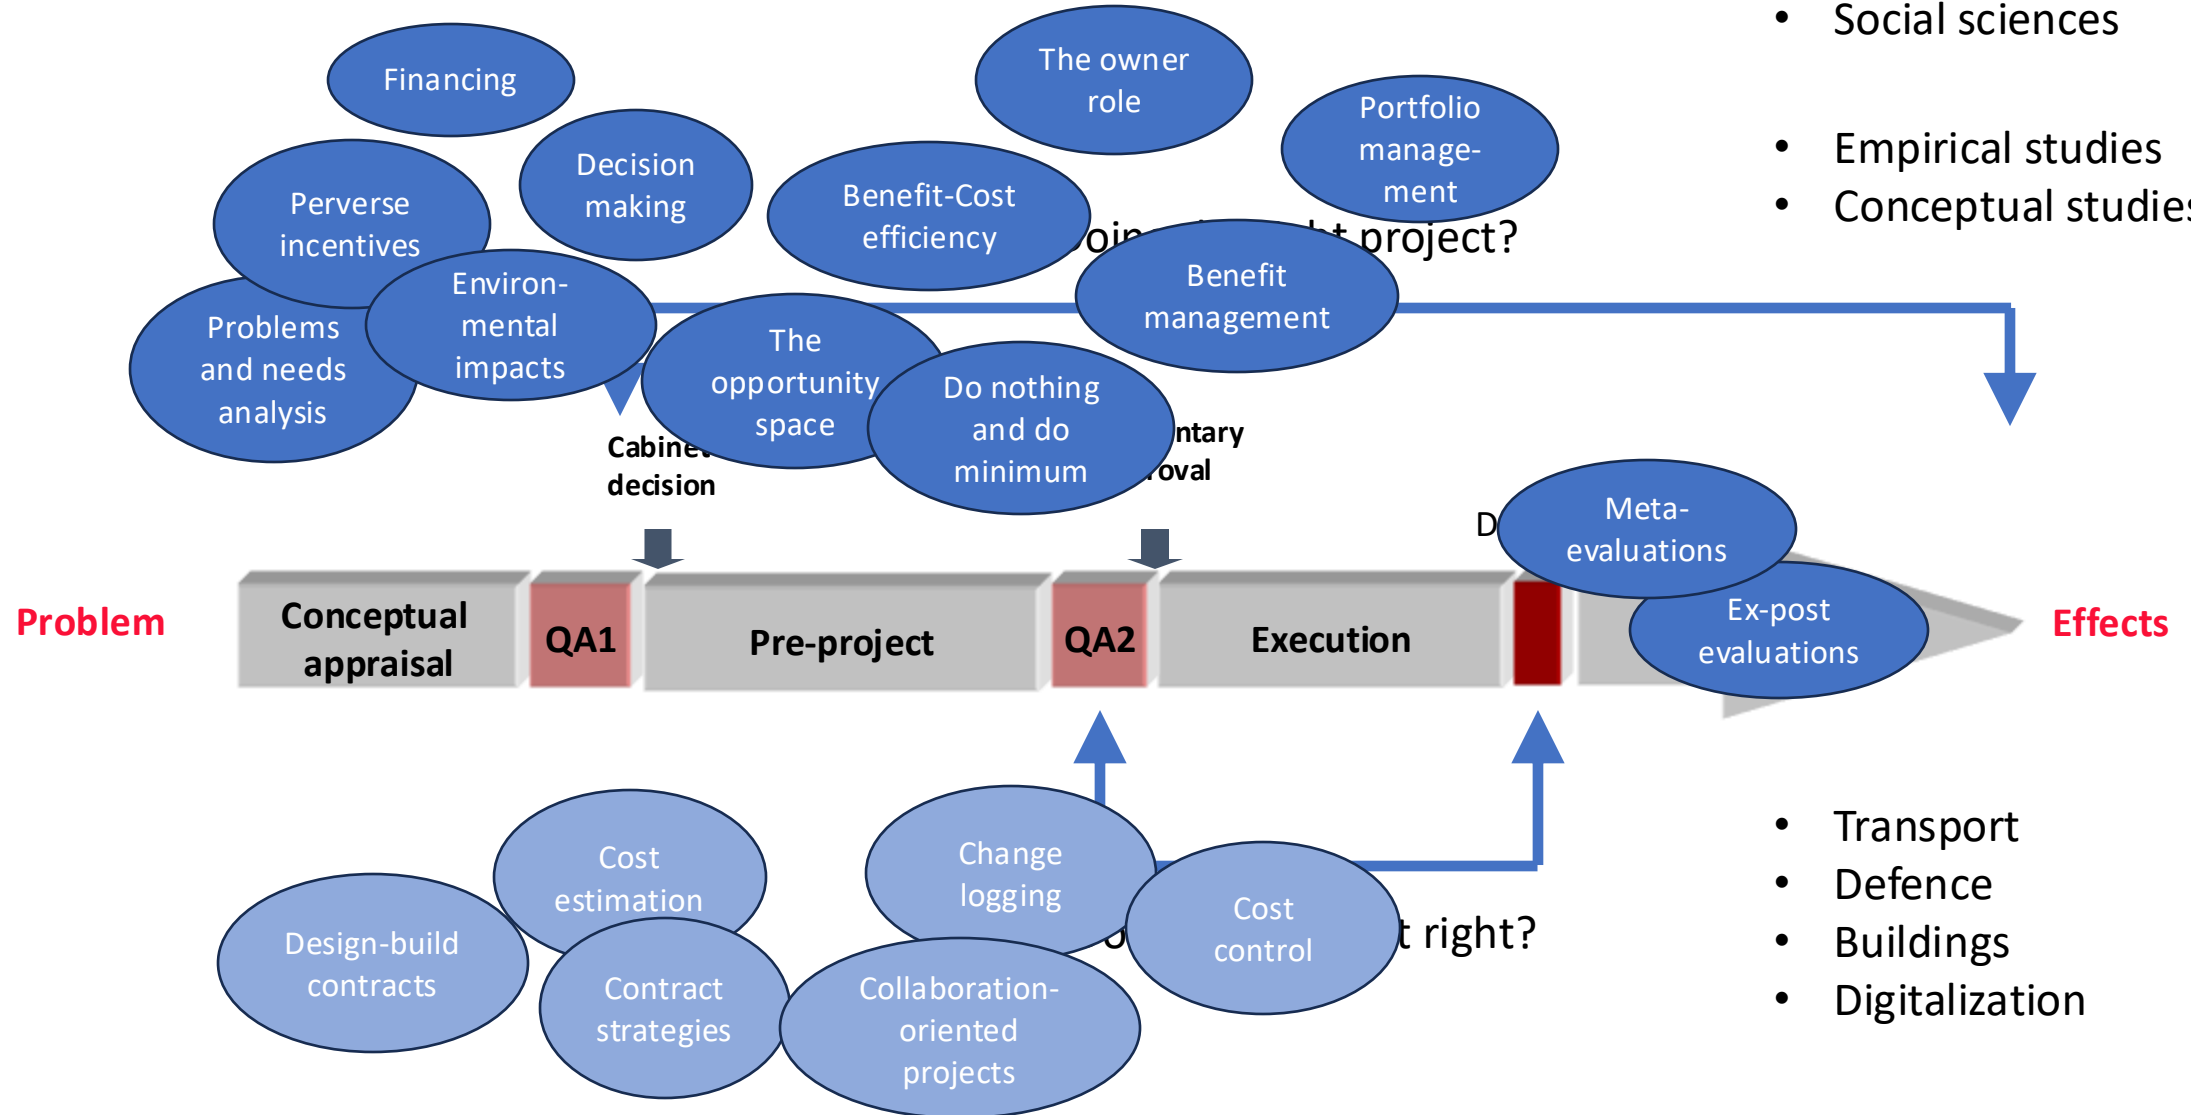 Social sciences
Empirical studies
Conceptual studies
Financing
The owner
role
Portfolio
manage-
ment
Decision
making
Perverse
incentives
Benefit-Cost
efficiency
project?
Benefit
management
Environ-
mental
impacts
Problems
and needs
analysis
The
opportunity
space
Do nothing
and do
minimum
Cabinet
decision
Meta-
evaluations
Ex-post
evaluations
Problem
Conceptual
appraisal
QA1
Pre-project
QA2
Execution
Effects
Cost
estimation
Change
logging
Cost
control
right?
Design-build
contracts
Contract
strategies
Collaboration-
oriented
projects
Transport
Defence
Buildings
Digitalization